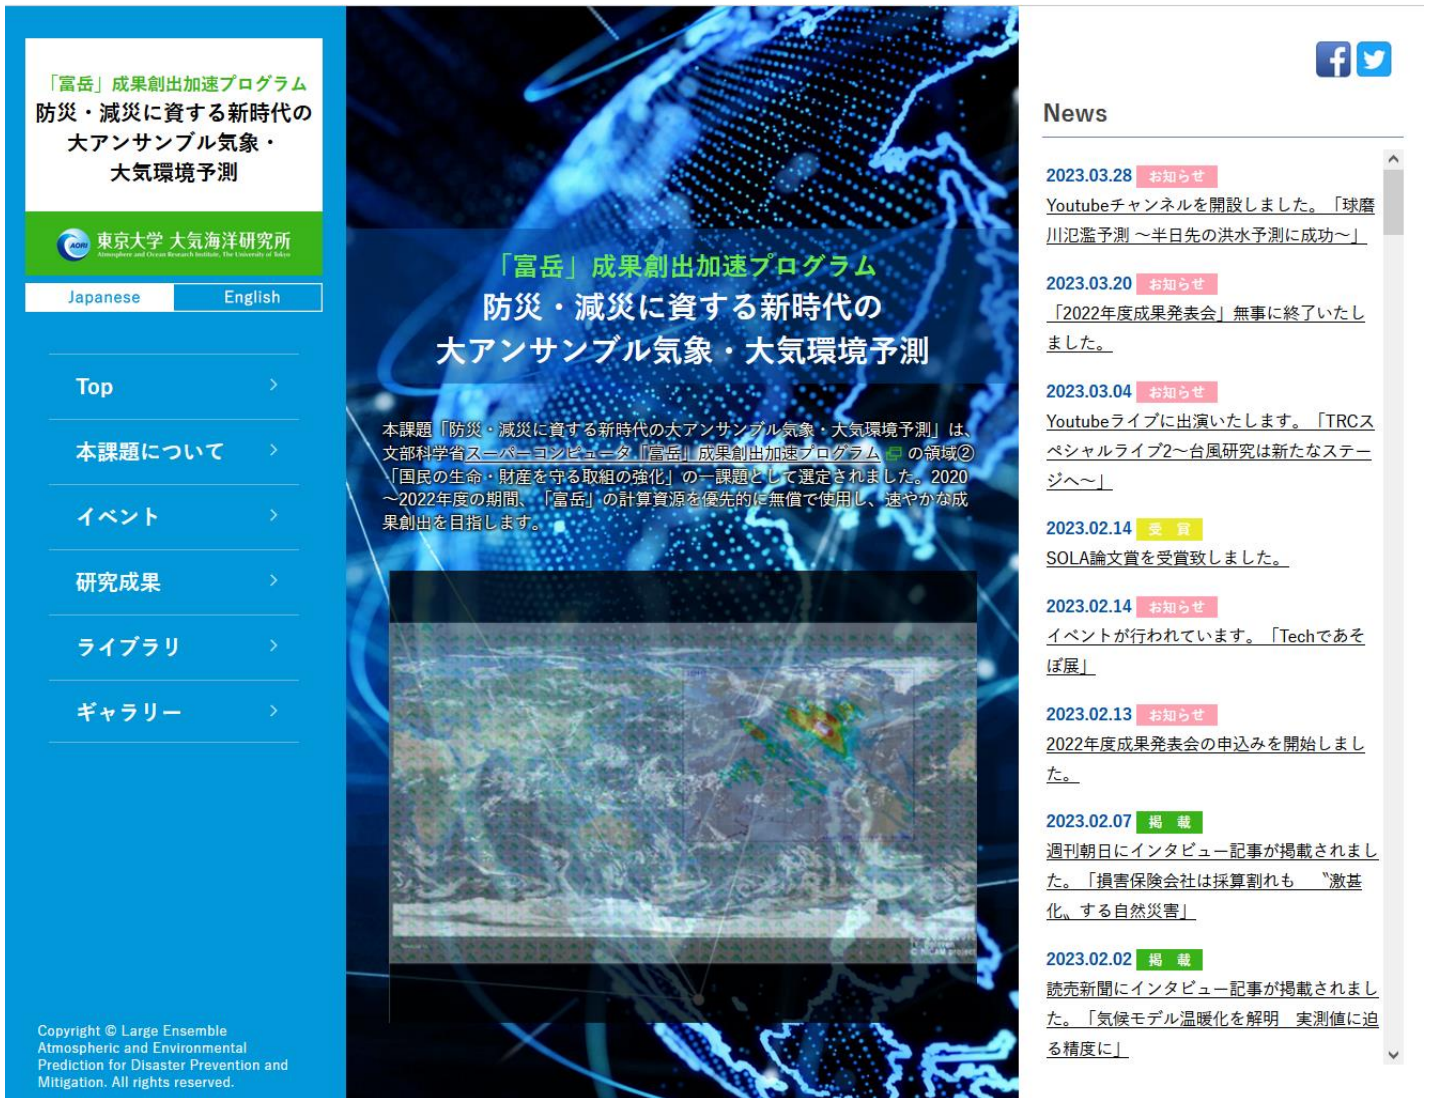 「富岳」成果創出加速プログラム
防災・減災に資する新時代の
大アンサンブル気象・
大気環境予測
AORI
東京大学 大気海洋研究所
Atmosphere and Ocean Research Institute, The University of Tokyo
Japanese
English
Top
本課題について
イベント
研究成果
ライブラリ
ギャラリー
Copyright © Large Ensemble
Atmospheric and Environmental
Prediction for Disaster Prevention and
Mitigation. All rights reserved.
「富岳」成果創出加速プログラム
防災・減災に資する新時代の
大アンサンブル気象・大気環境予測
本課題「防災・減災に資する新時代の大アンサンブル気象・大気環境予測」は、
文部科学省スーパーコンピュータ「富岳」成果創出加速プログラム の領域②
「国民の生命・財産を守る取組の強化」の一課題として選定されました。2020
～2022年度の期間、「富岳」の計算資源を優先的に無償で使用し、速やかな成
果創出を目指します。
© NICAM project
News
2023.03.28 お知らせ
Youtubeチャンネルを開設しました。「球磨
川氾濫予測 ～半日先の洪水予測に成功～」
2023.03.20 お知らせ
「2022年度成果発表会」無事に終了いたし
ました。
2023.03.04 お知らせ
Youtubeライブに出演いたします。「TRCス
ペシャルライブ2～台風研究は新たなステー
ジへ～」
2023.02.14 受 賞
SOLA論文賞を受賞致しました。
2023.02.14 お知らせ
イベントが行われています。「Techであそ
ぼ展」
2023.02.13 お知らせ
2022年度成果発表会の申込みを開始しまし
た。
2023.02.07 掲 載
週刊朝日にインタビュー記事が掲載されまし
た。「損害保険会社は採算割れも 〝激甚
化〟する自然災害」
2023.02.02 掲 載
読売新聞にインタビュー記事が掲載されまし
た。「気候モデル温暖化を解明 実測値に迫
る精度に」